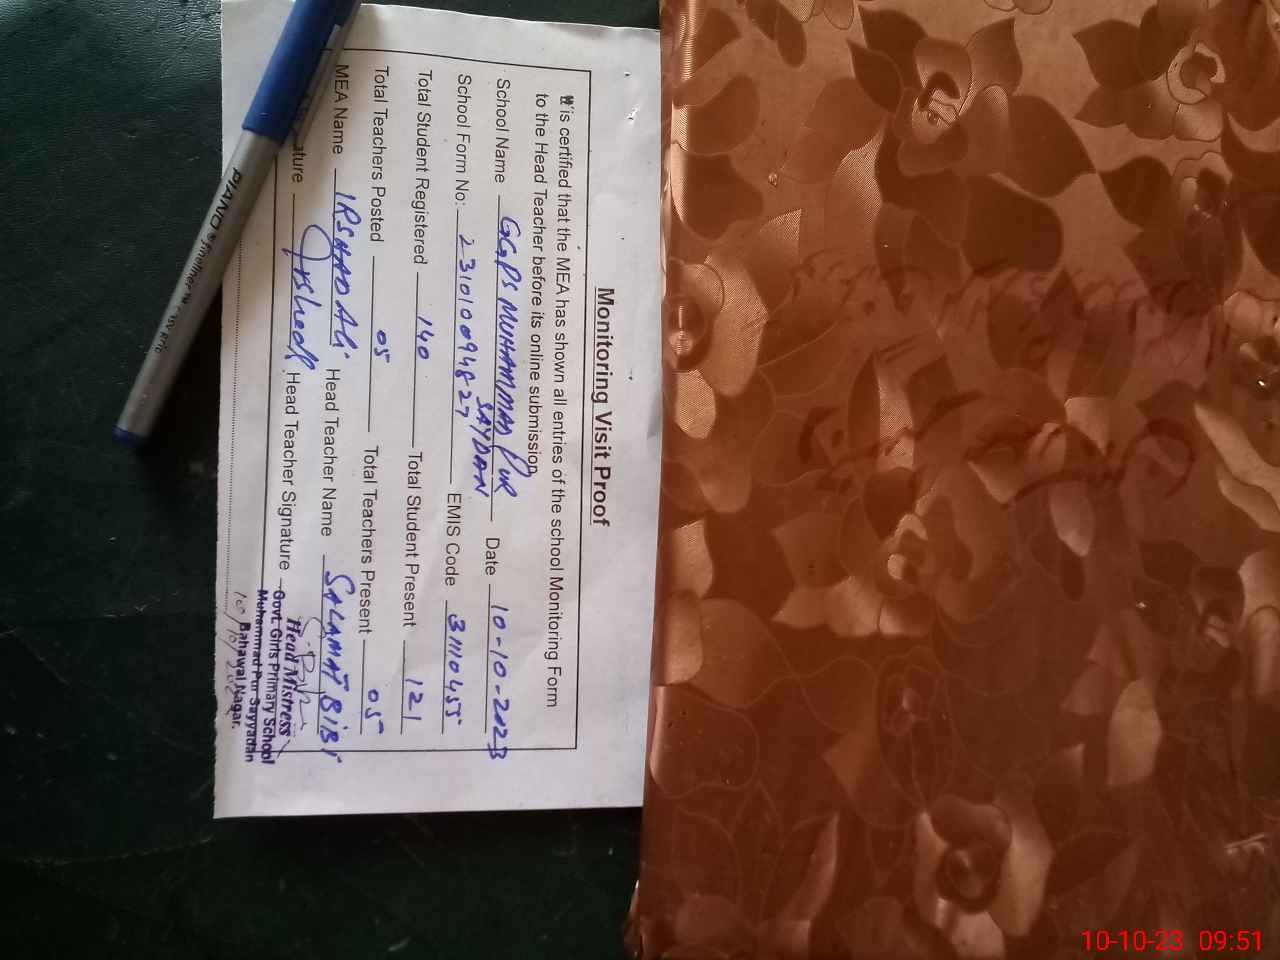 Monitoring Visit Proof
It is certified that the MEA has shown all entries of the school Monitoring Form
to the Head Teacher before its online submission.
School Name GGPS MUHAMMAD PUR SAYDAN Date 10-10-2023
School Form No: 231010094827 EMIS Code 31110455
Total Student Registered 140 Total Student Present 121
Total Teachers Posted 05 Total Teachers Present 05
MEA Name IRSHAD Ali Head Teacher Name SALAMAT BiBi
ature Irshad Head Teacher Signature
Head Mistress
Govt. Girls Primary School
Muhammad Pur Sayyadan
Bahawal Nagar.
PIANO
10-10-23 09:51